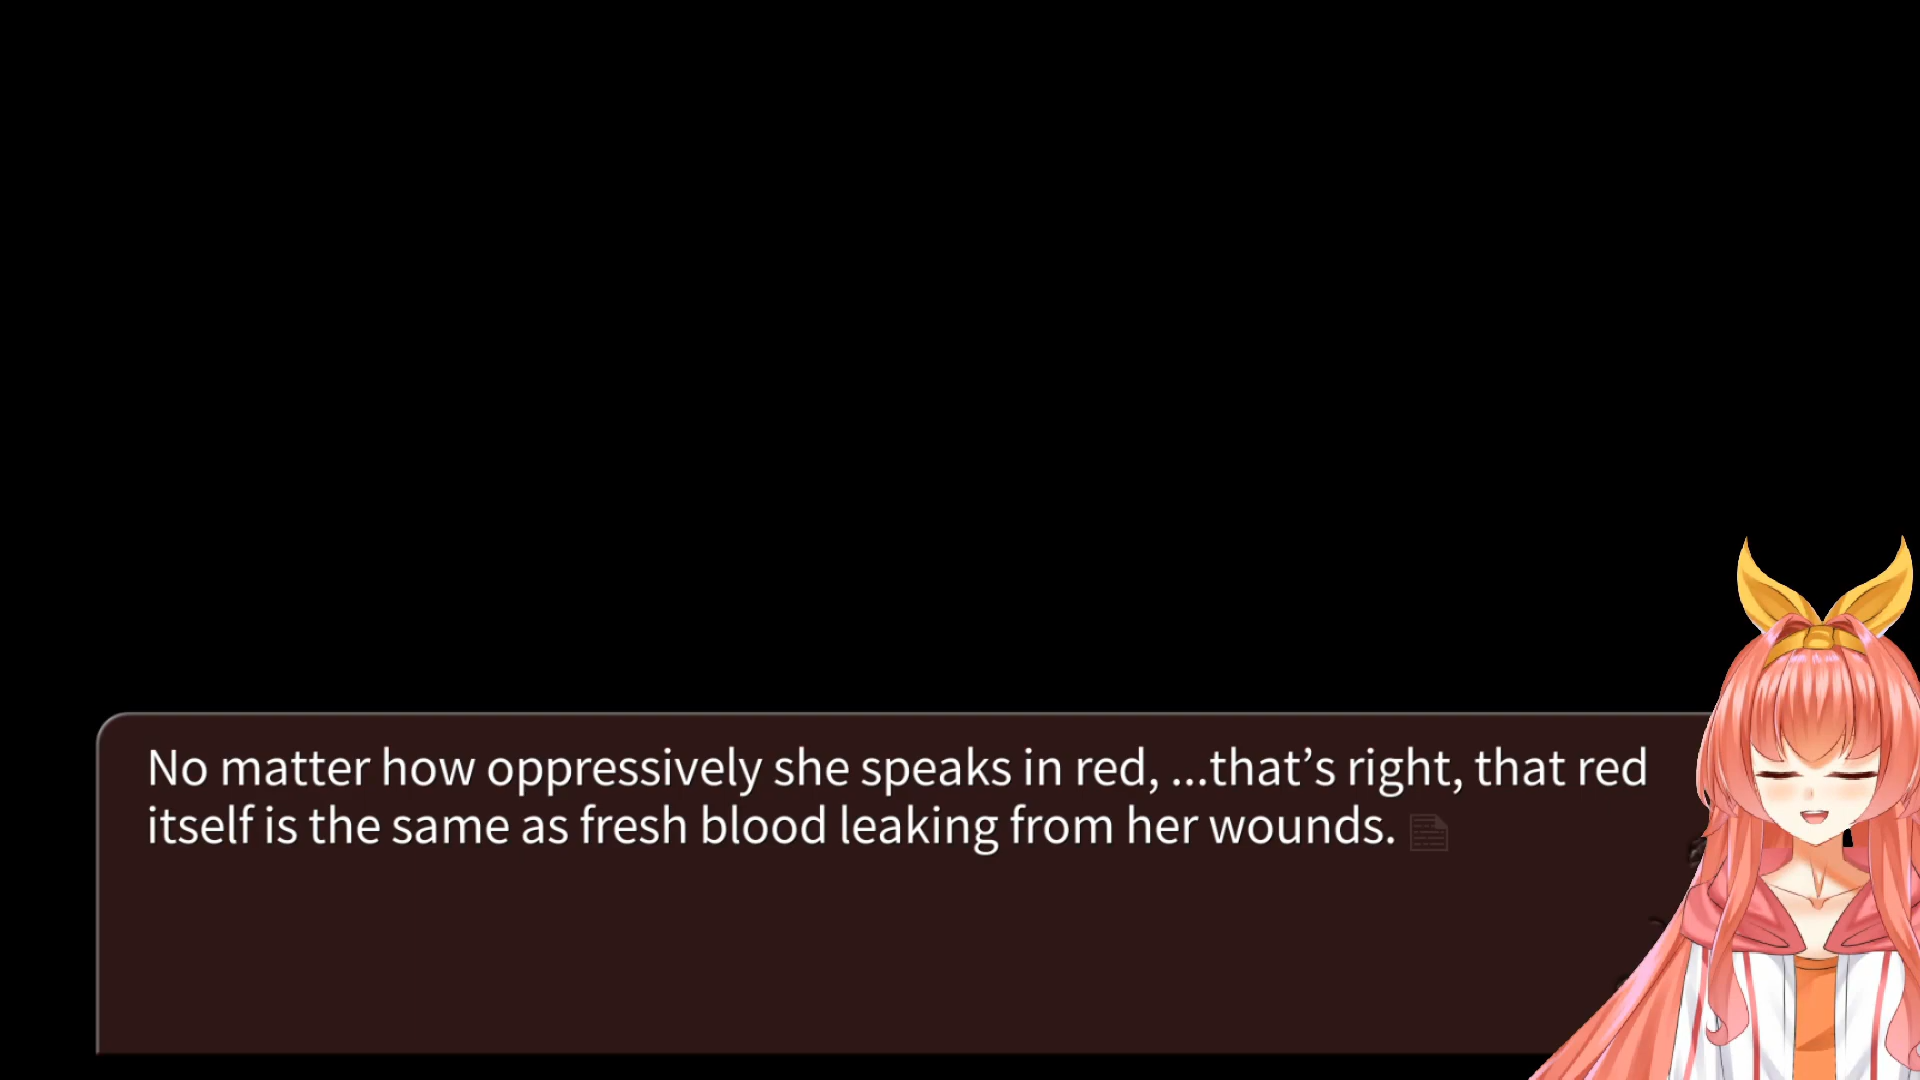 No matter how oppressively she speaks in red, ...that’s right, that red
itself is the same as fresh blood leaking from her wounds.